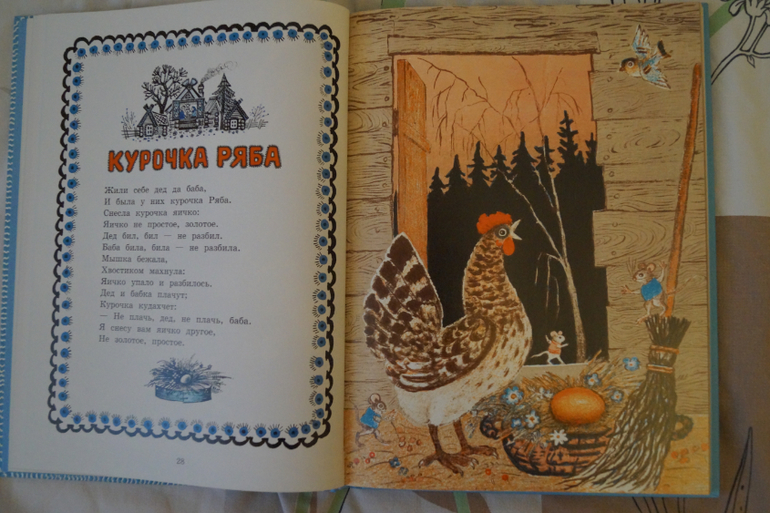 КУРОЧКА РЯБА
Жили себе дед да баба,
И была у них курочка Ряба.
Снесла курочка яичко:
Яичко не простое, золотое.
Дед бил, бил — не разбил.
Баба била, била — не разбила.
Мышка бежала,
Хвостиком махнула:
Яичко упало и разбилось.
Дед и бабка плачут;
Курочка кудахчет:
— Не плачь, дед, не плачь, баба.
Я снесу вам яичко другое,
Не золотое, простое.
28